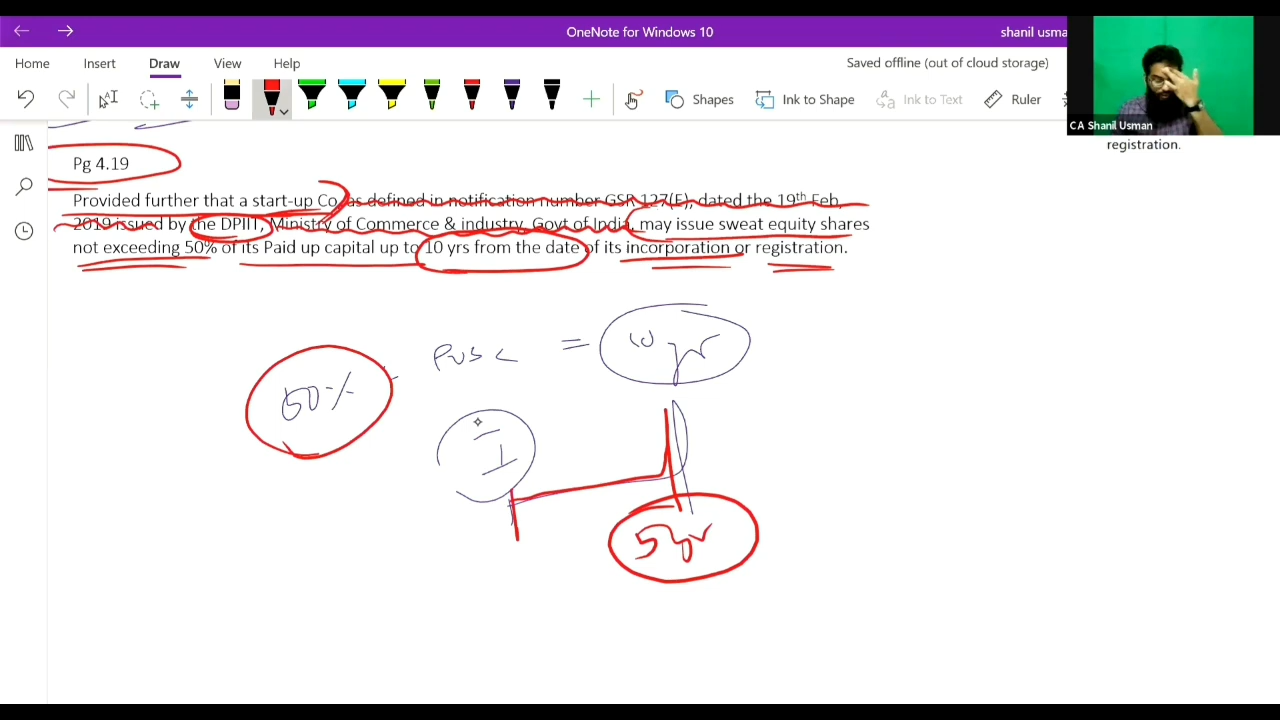 OneNote for Windows 10
shanil usma
Home Insert Draw View Help
Saved offline (out of cloud storage)
Shapes Ink to Shape Ink to Text Ruler
CA Shanil Usman
registration.
Pg 4.19
Provided further that a start-up Co, as defined in notification number GSR 127(E), dated the 19th Feb,
2019 issued by the DPIIT, Ministry of Commerce & industry, Govt of India, may issue sweat equity shares
not exceeding 50% of its Paid up capital up to 10 yrs from the date of its incorporation or registration.
50% PUSC = 10 yr
I
5 yr